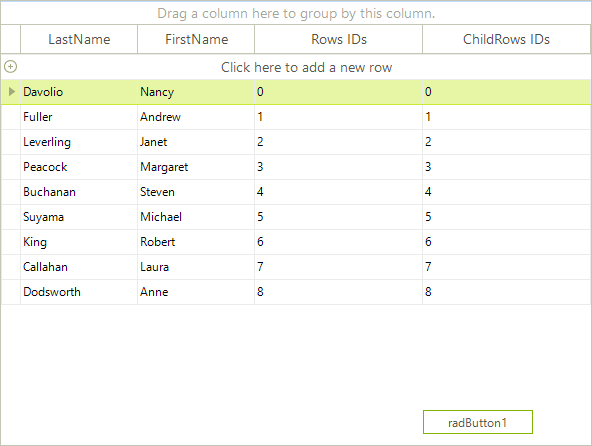 Drag a column here to group by this column.
LastName FirstName Rows IDs ChildRows IDs
Click here to add a new row
Davolio Nancy 0 0
Fuller Andrew 1 1
Leverling Janet 2 2
Peacock Margaret 3 3
Buchanan Steven 4 4
Suyama Michael 5 5
King Robert 6 6
Callahan Laura 7 7
Dodsworth Anne 8 8
radButton1